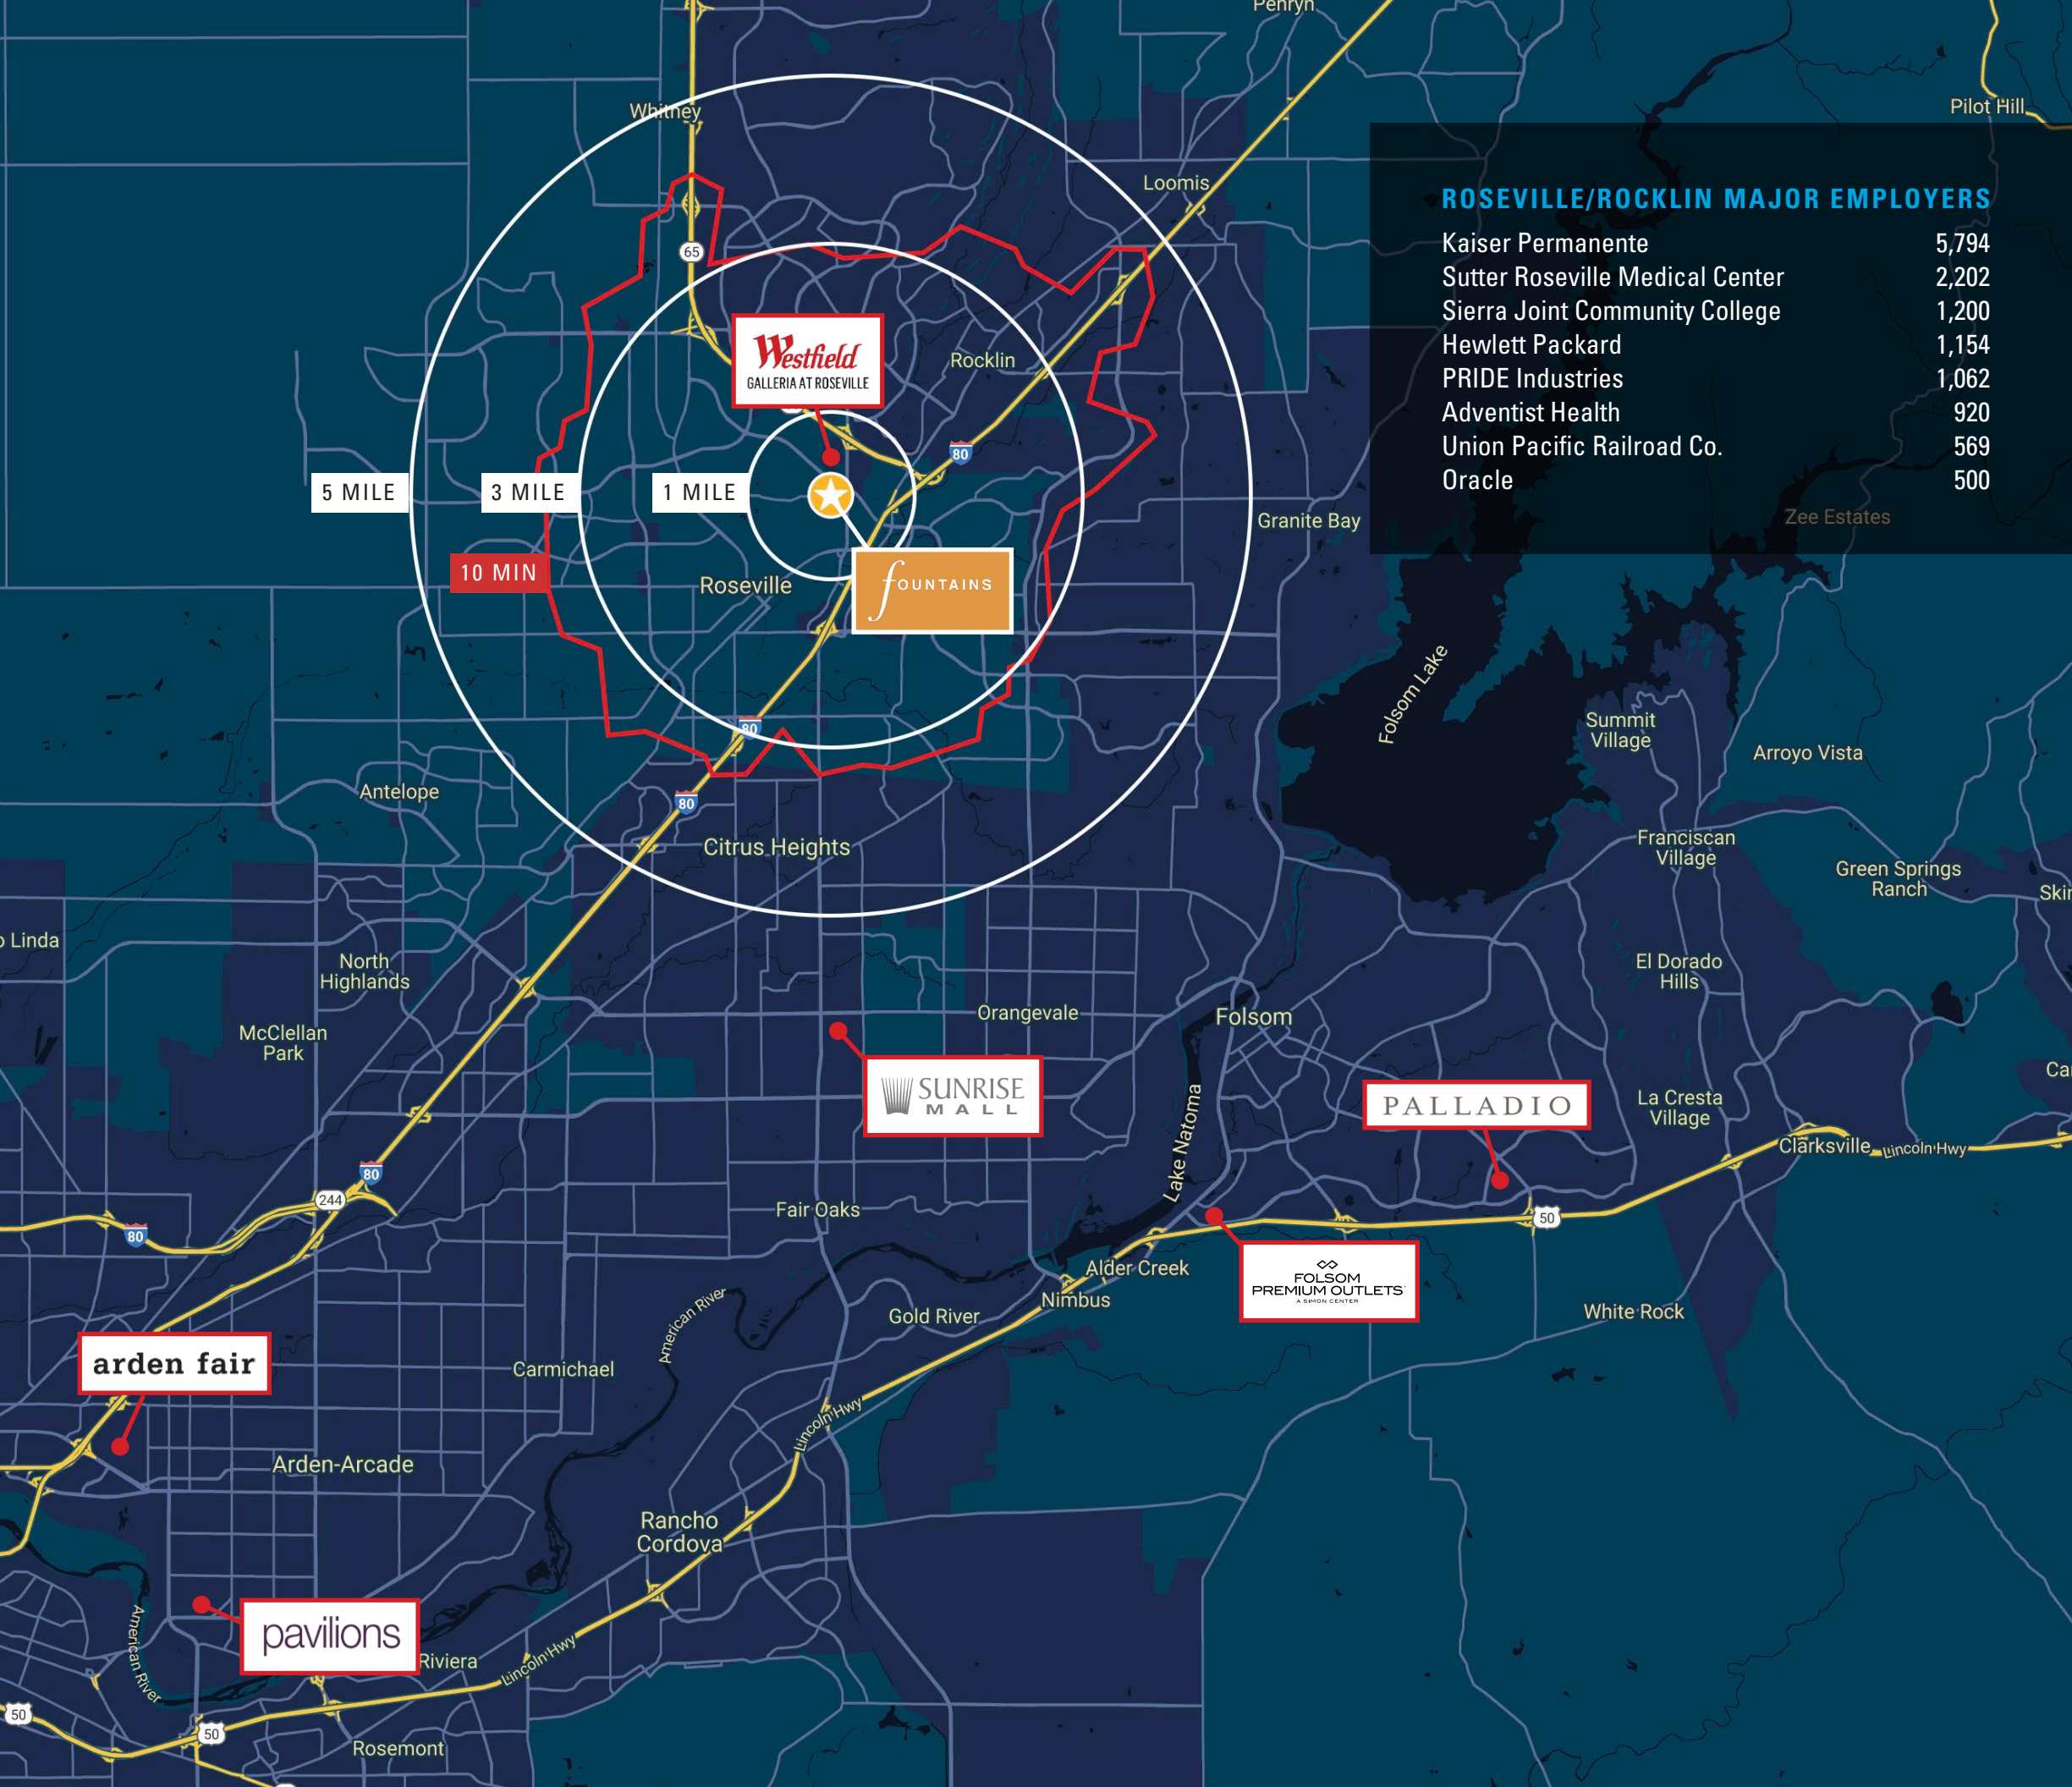 Penryn
Pilot Hill
Whitney
Loomis
65
ROSEVILLE/ROCKLIN MAJOR EMPLOYERS
Kaiser Permanente 5,794
Sutter Roseville Medical Center 2,202
Sierra Joint Community College 1,200
Hewlett Packard 1,154
PRIDE Industries 1,062
Adventist Health 920
Union Pacific Railroad Co. 569
Oracle 500
Zee Estates
Westfield
GALLERIA AT ROSEVILLE
Rocklin
80
5 MILE
3 MILE
1 MILE
Granite Bay
10 MIN
Roseville
fOUNTAINS
Folsom Lake
Summit
Village
Arroyo Vista
80
80
Antelope
Citrus Heights
Franciscan
Village
Green Springs
Ranch
Linda
North
Highlands
El Dorado
Hills
McClellan
Park
Orangevale
Folsom
SUNRISE
MALL
Lake Natoma
PALLADIO
La Cresta
Village
Clarksville
Lincoln Hwy
80
244
80
Fair Oaks
50
Alder Creek
Nimbus
FOLSOM
PREMIUM OUTLETS
A SIMON CENTER
American River
Gold River
White Rock
arden fair
Carmichael
Lincoln Hwy
Arden-Arcade
Rancho
Cordova
American River
pavilions
Riviera
Lincoln Hwy
50
50
Rosemont